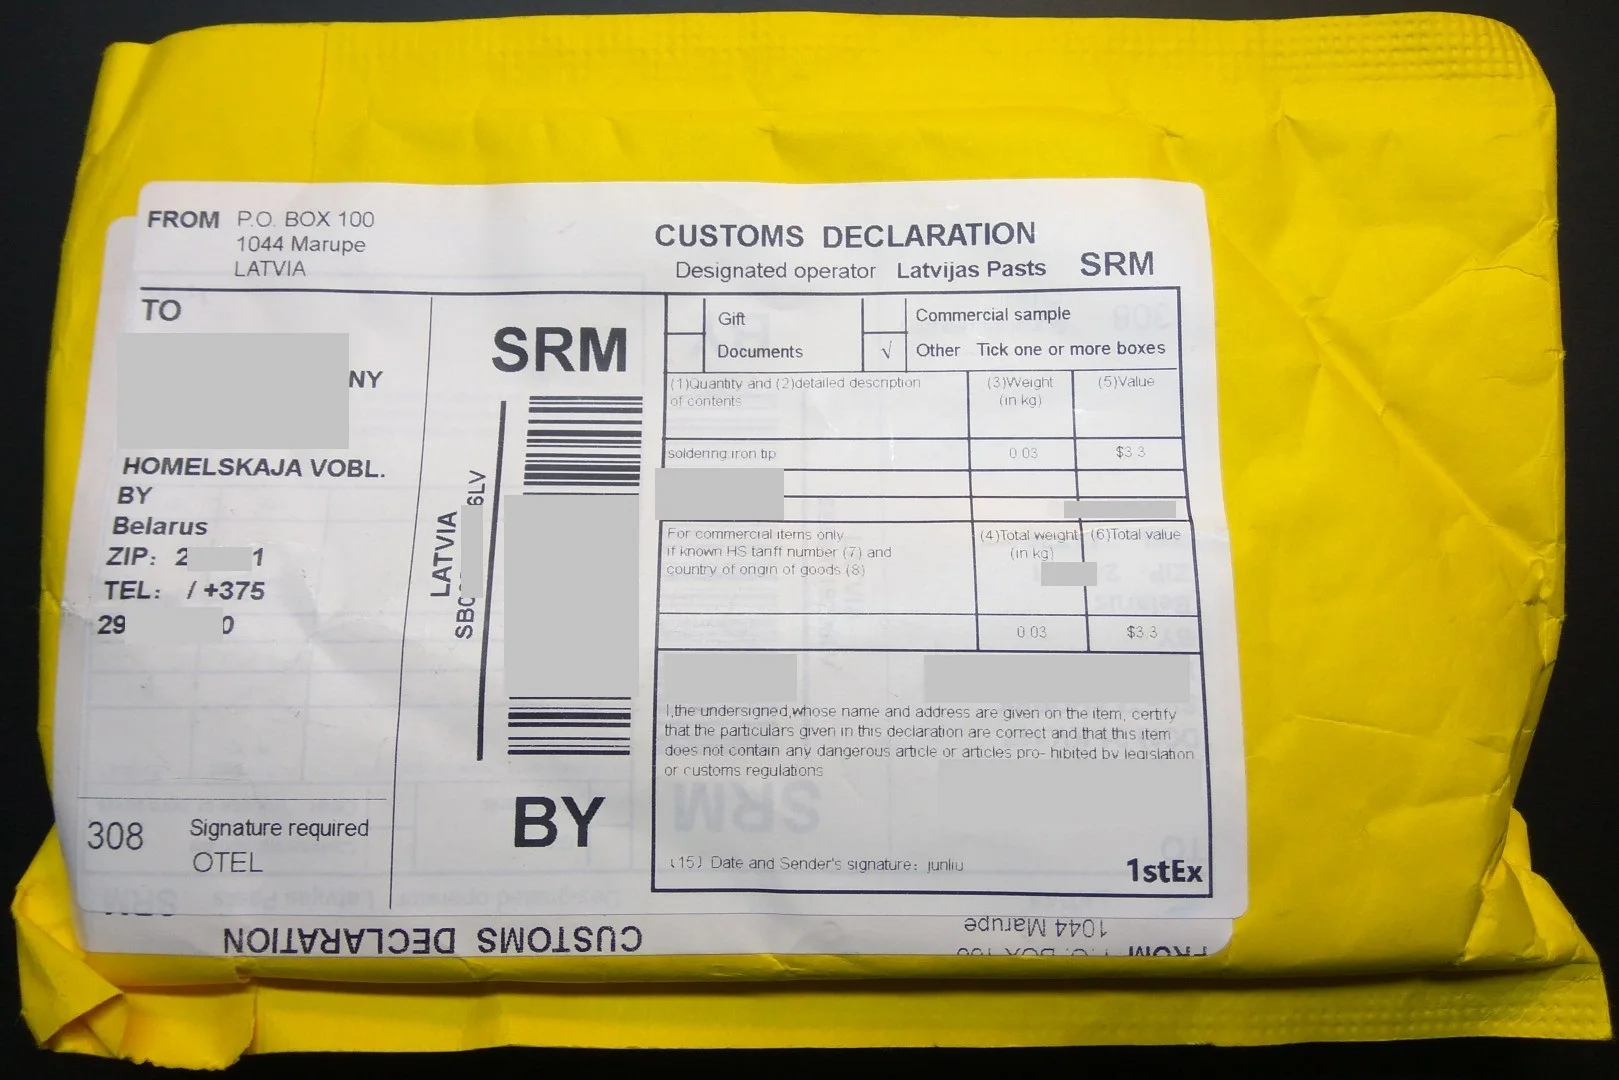 FROM P.O. BOX 100
1044 Marupe
LATVIA
CUSTOMS DECLARATION
Designated operator Latvijas Pasts SRM
TO
NY
HOMELSKAJA VOBL.
BY
Belarus
ZIP: 2 1
TEL: / +375
29 0
308 Signature required
OTEL
SRM
LATVIA
SB0 6LV
BY
Gift
Commercial sample
Documents
√ Other Tick one or more boxes
(1)Quantity and (2)detailed description
of contents
(3)Weight
(in kg)
(5)Value
soldering iron tip 0.03 $3.3
For commercial items only
if known HS tariff number (7) and
country of origin of goods (8)
(4)Total weight
(in kg)
(6)Total value
0.03 $3.3
I,the undersigned,whose name and address are given on the item, certify
that the particulars given in this declaration are correct and that this item
does not contain any dangerous article or articles pro- hibited by legislation
or customs regulations
(15) Date and Sender's signature: junliu
1stEx
CUSTOMS DECLARATION
1044 Marupe
FROM P.O. BOX 100